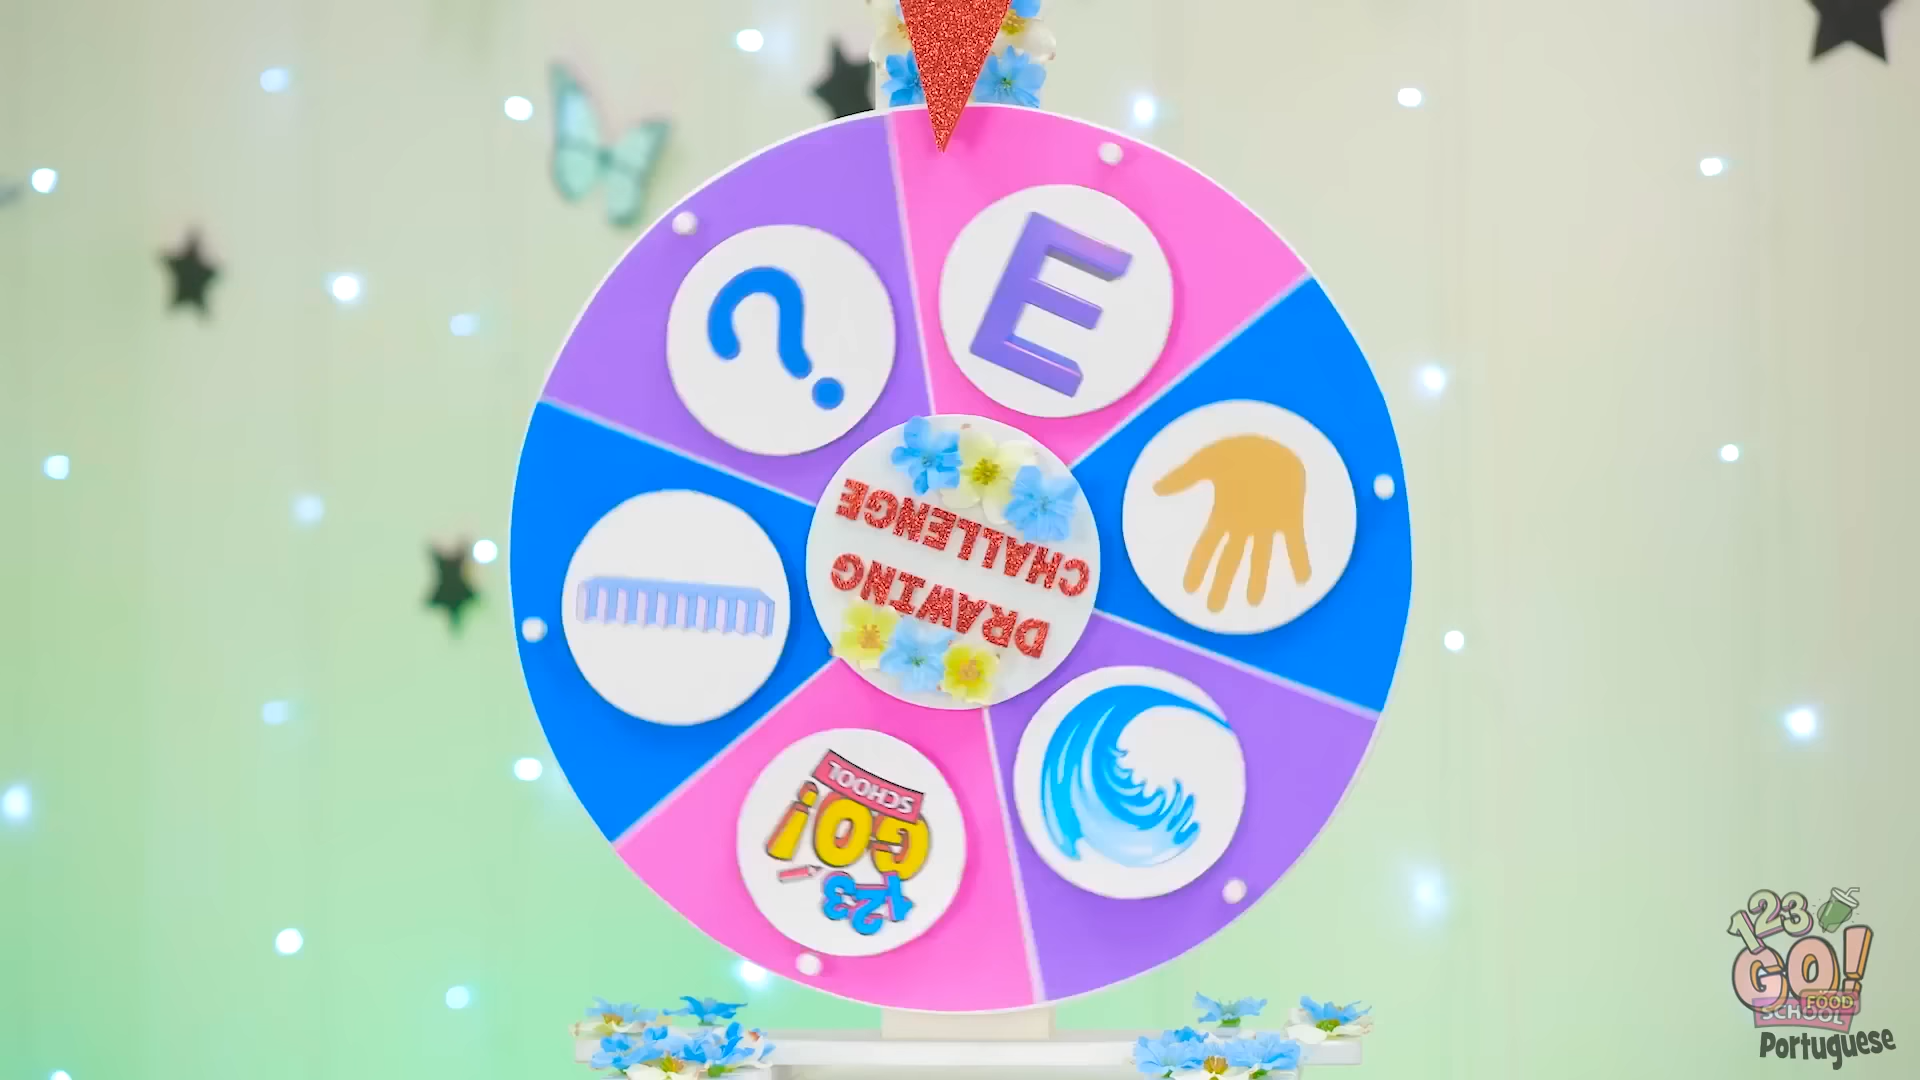 ?
E
DRAWING
CHALLENGE
123
GO!
SCHOOL
123
GO!
FOOD
SCHOOL
Portuguese